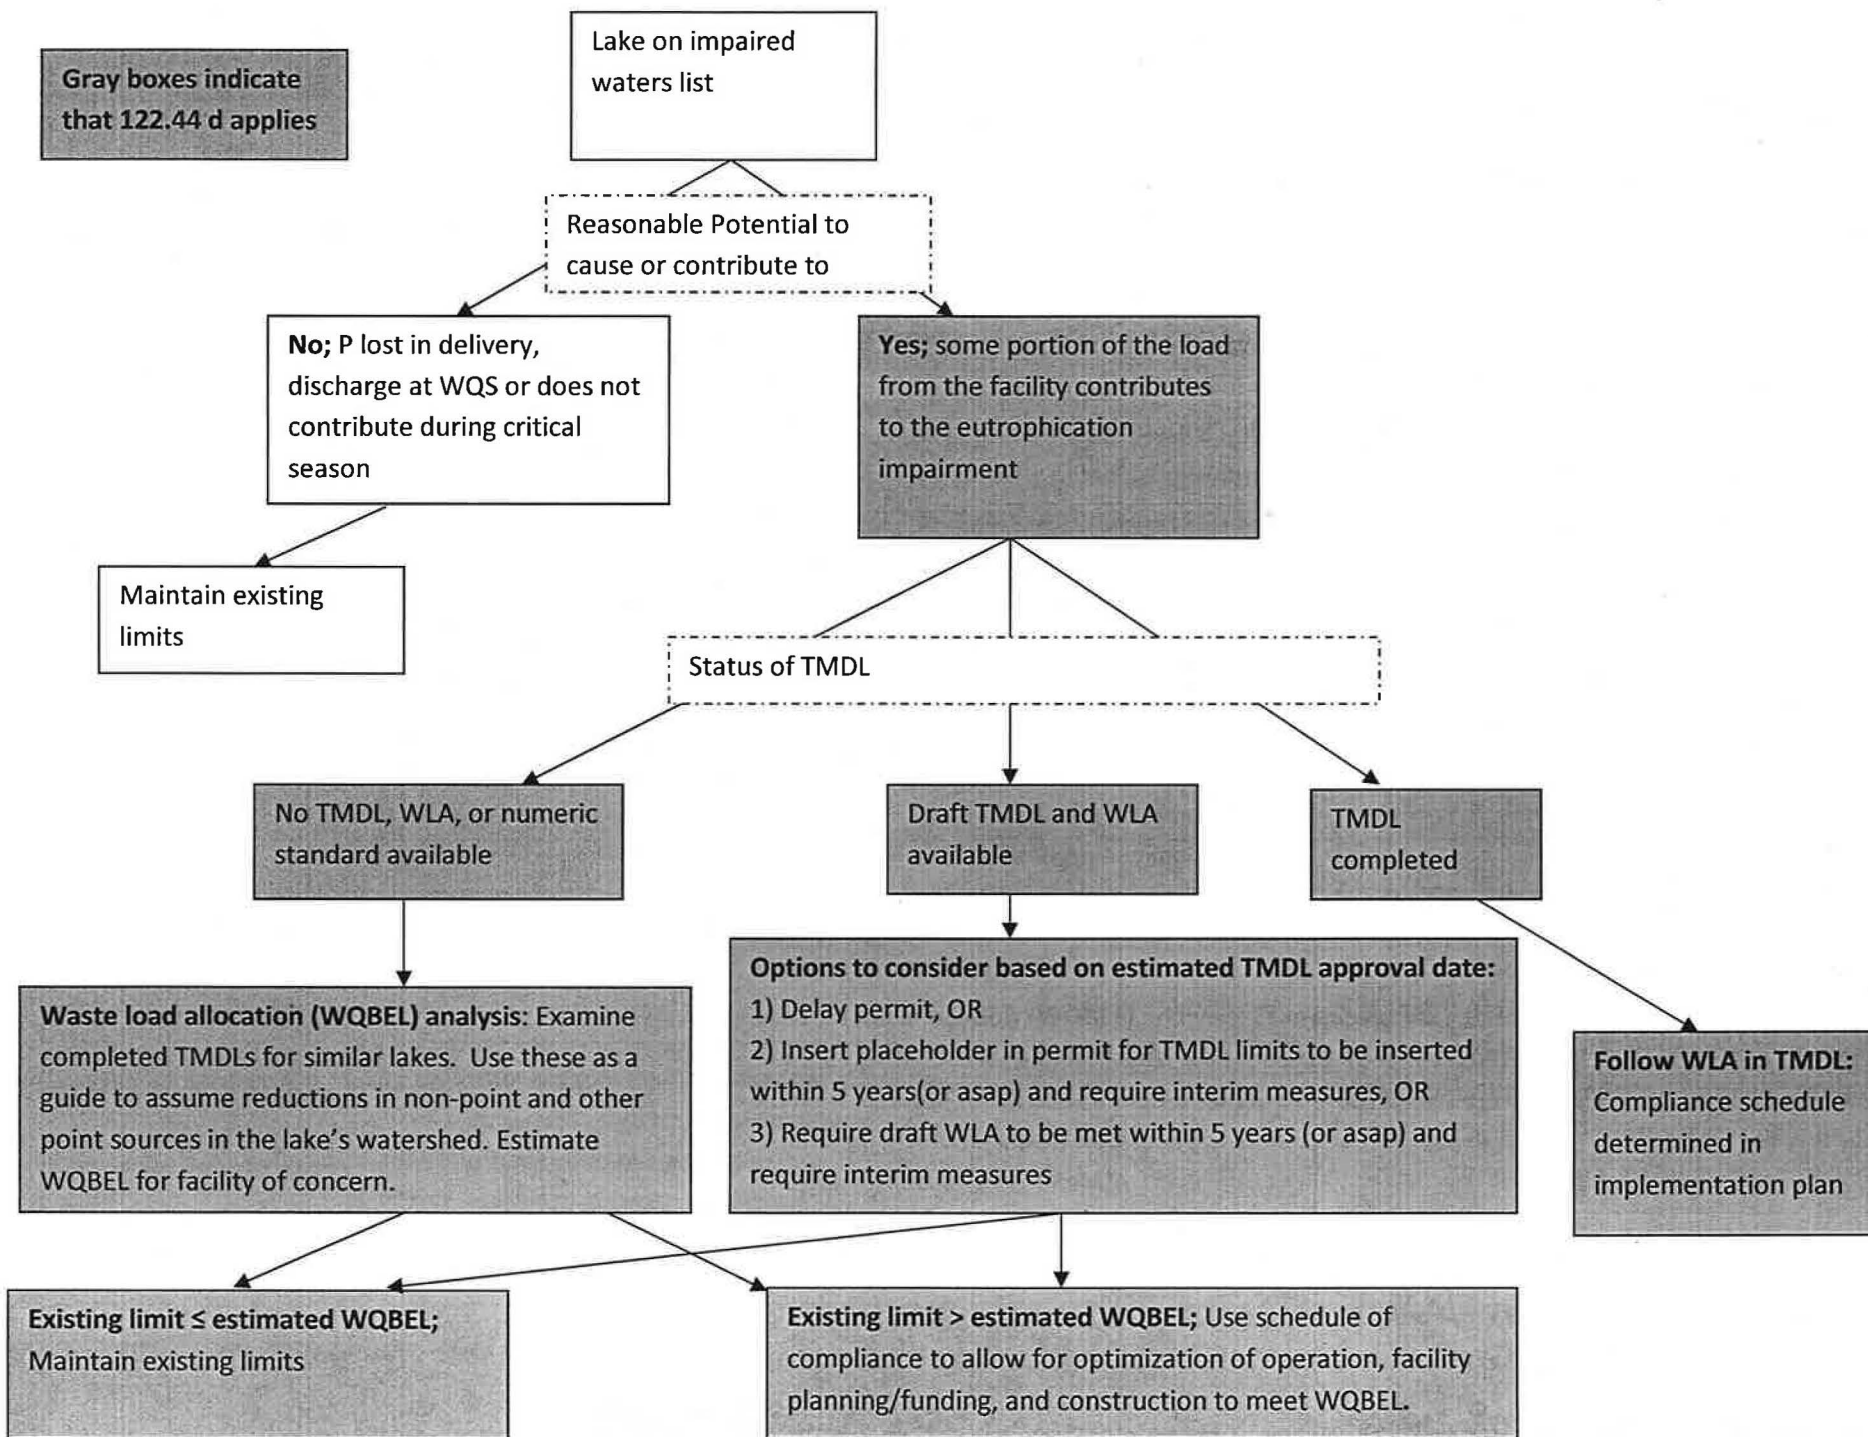 Gray boxes indicate
that 122.44 d applies
Lake on impaired
waters list
Reasonable Potential to
cause or contribute to
No; P lost in delivery,
discharge at WQS or does not
contribute during critical
season
Yes; some portion of the load
from the facility contributes
to the eutrophication
impairment
Maintain existing
limits
Status of TMDL
No TMDL, WLA, or numeric
standard available
Draft TMDL and WLA
available
TMDL
completed
Waste load allocation (WQBEL) analysis: Examine
completed TMDLs for similar lakes.  Use these as a
guide to assume reductions in non-point and other
point sources in the lake's watershed. Estimate
WQBEL for facility of concern.
Options to consider based on estimated TMDL approval date:
1) Delay permit, OR
2) Insert placeholder in permit for TMDL limits to be inserted
within 5 years(or asap) and require interim measures, OR
3) Require draft WLA to be met within 5 years (or asap) and
require interim measures
Follow WLA in TMDL:
Compliance schedule
determined in
implementation plan
Existing limit ≤ estimated WQBEL;
Maintain existing limits
Existing limit > estimated WQBEL; Use schedule of
compliance to allow for optimization of operation, facility
planning/funding, and construction to meet WQBEL.